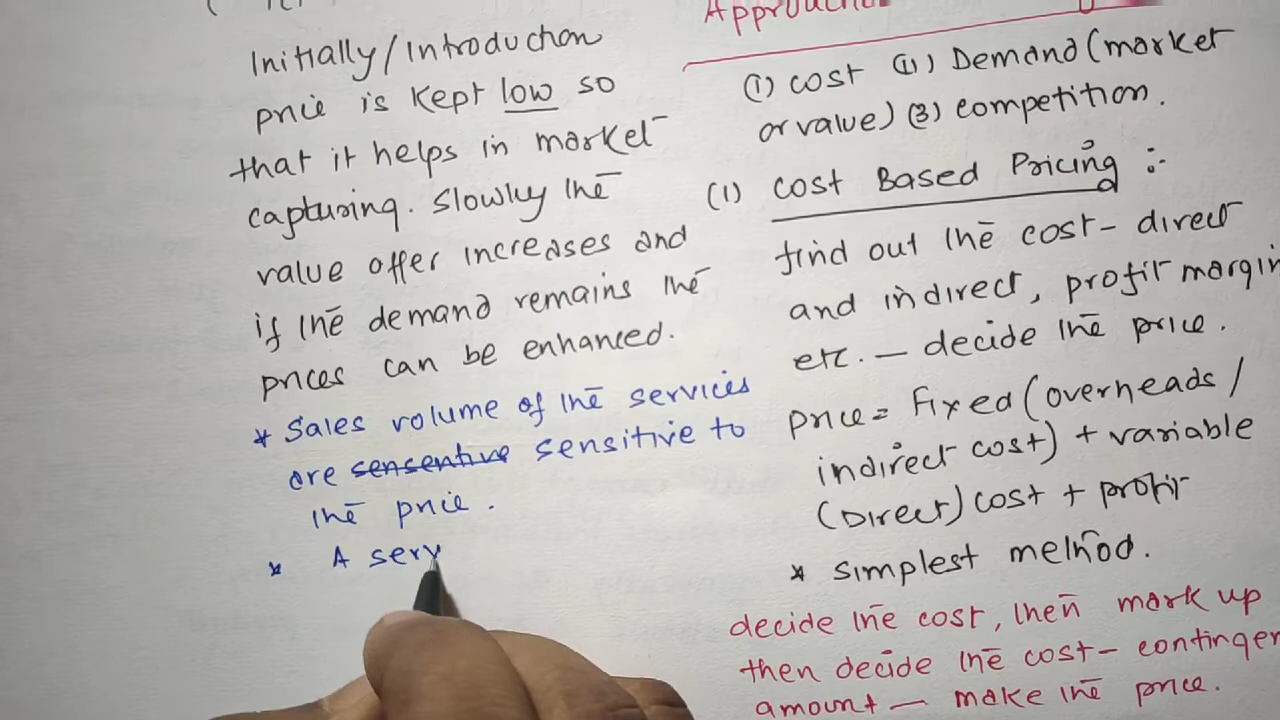 Initially/Introduction
price is kept low so
that it helps in market
capturing. Slowly the
value offer increases and
if the demand remains the
prices can be enhanced.
* Sales volume of the services
are sensentive sensitive to
the price.
* A serv
(1) cost (11) Demand (market
or value) (3) competition.
(1) Cost Based Pricing :-
find out the cost - direct
and indirect, profit margin
etc. — decide the price.
price = Fixed (overheads/
indirect cost) + variable
(Direct) cost + profit
* simplest method.
decide the cost, then mark up
then decide the cost - contingen
amount — make the price.